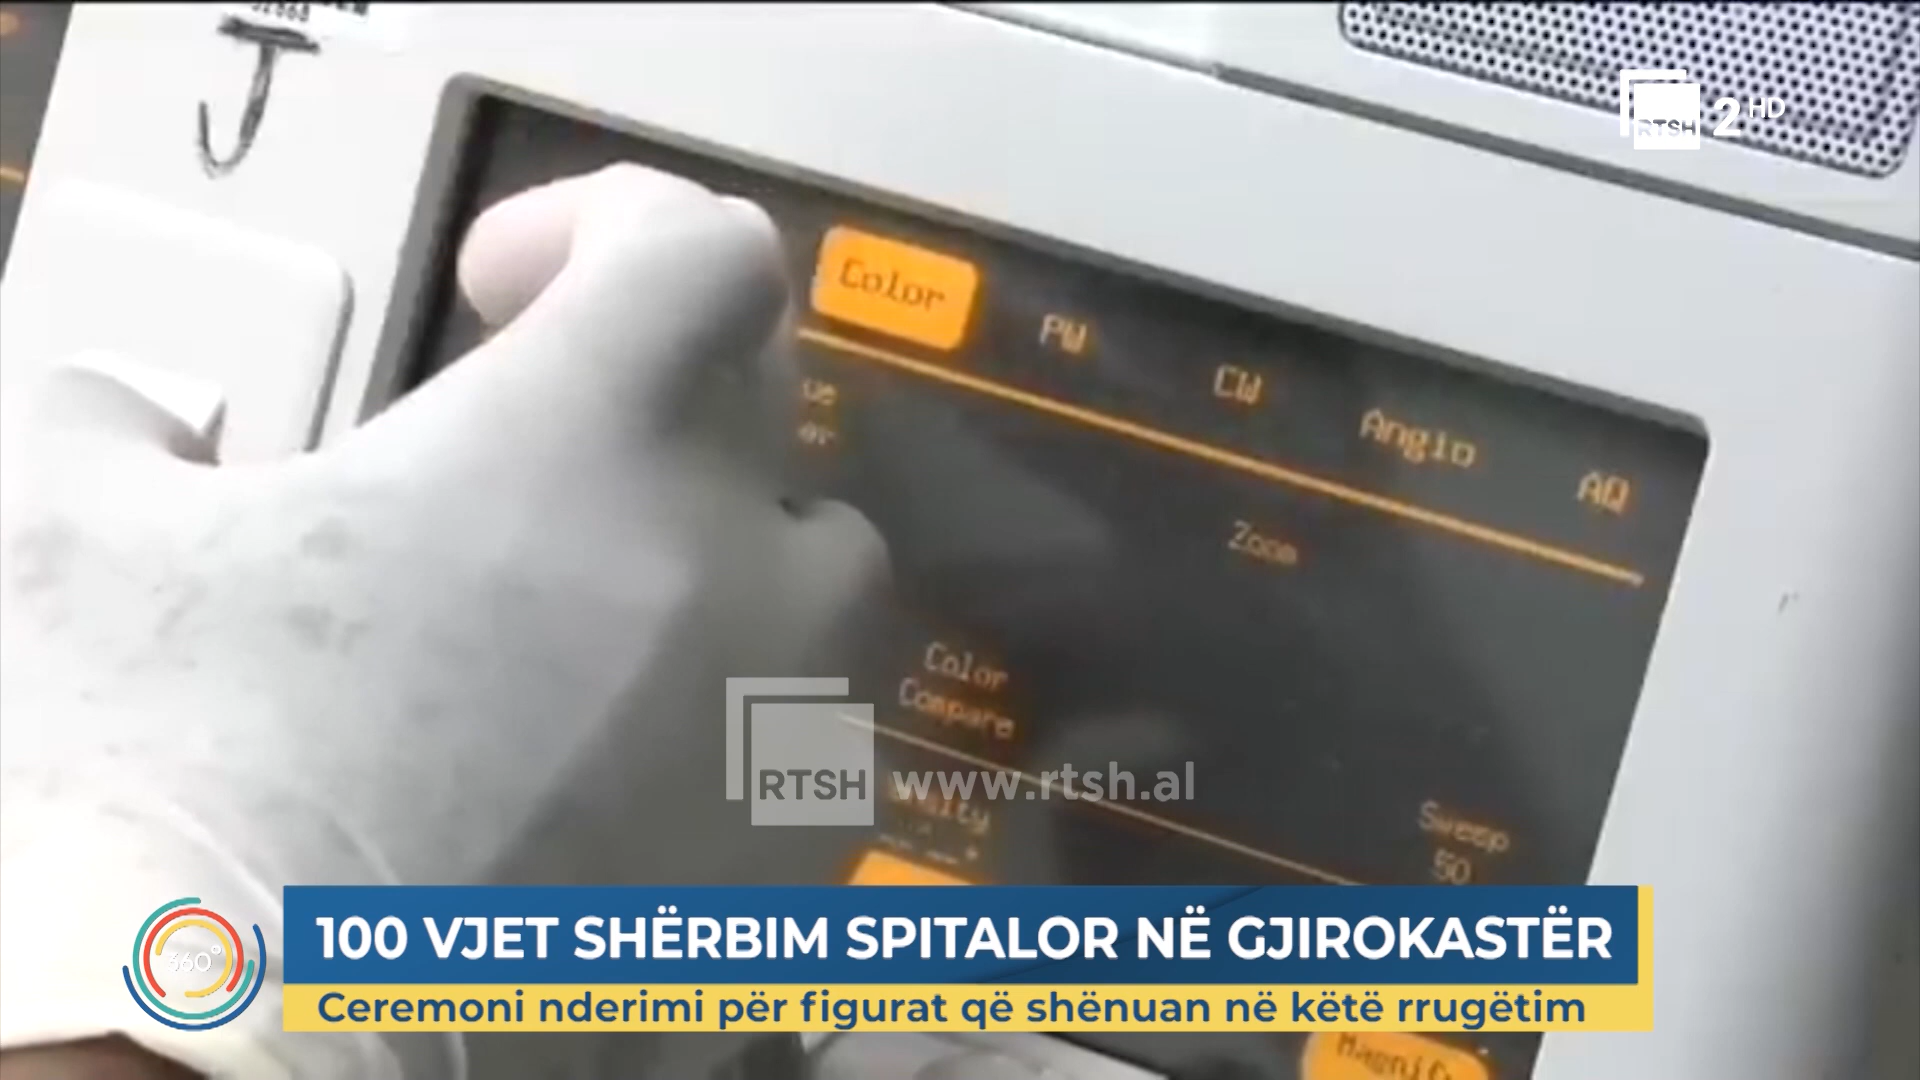 RTSH 2 HD
Color PW CW Angio AQ
Zoom
Color
Compare
RTSH www.rtsh.al
Sweep
50
360°
100 VJET SHËRBIM SPITALOR NË GJIROKASTËR
Ceremoni nderimi për figurat që shënuan në këtë rrugëtim